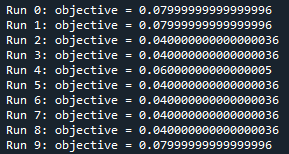 Run 0: objective = 0.07999999999999996
Run 1: objective = 0.07999999999999996
Run 2: objective = 0.040000000000000036
Run 3: objective = 0.040000000000000036
Run 4: objective = 0.06000000000000005
Run 5: objective = 0.040000000000000036
Run 6: objective = 0.040000000000000036
Run 7: objective = 0.040000000000000036
Run 8: objective = 0.040000000000000036
Run 9: objective = 0.07999999999999996